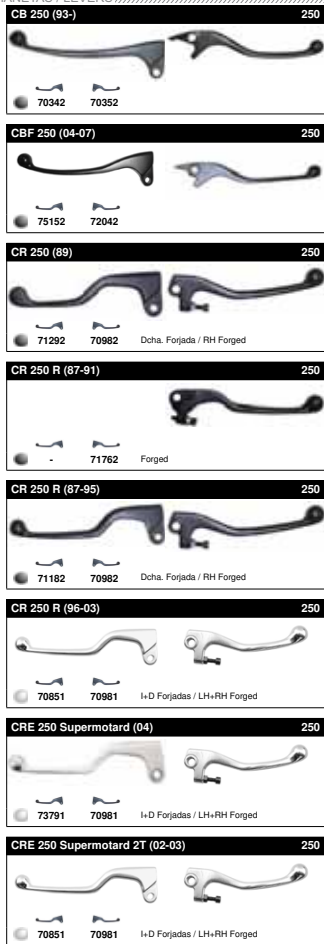 CB 250 (93-) 250
70342 70352
CBF 250 (04-07) 250
75152 72042
CR 250 (89) 250
71292 70982 Dcha. Forjada / RH Forged
CR 250 R (87-91) 250
- 71762 Forged
CR 250 R (87-95) 250
71182 70982 Dcha. Forjada / RH Forged
CR 250 R (96-03) 250
70851 70981 I+D Forjadas / LH+RH Forged
CRE 250 Supermotard (04) 250
73791 70981 I+D Forjadas / LH+RH Forged
CRE 250 Supermotard 2T (02-03) 250
70851 70981 I+D Forjadas / LH+RH Forged